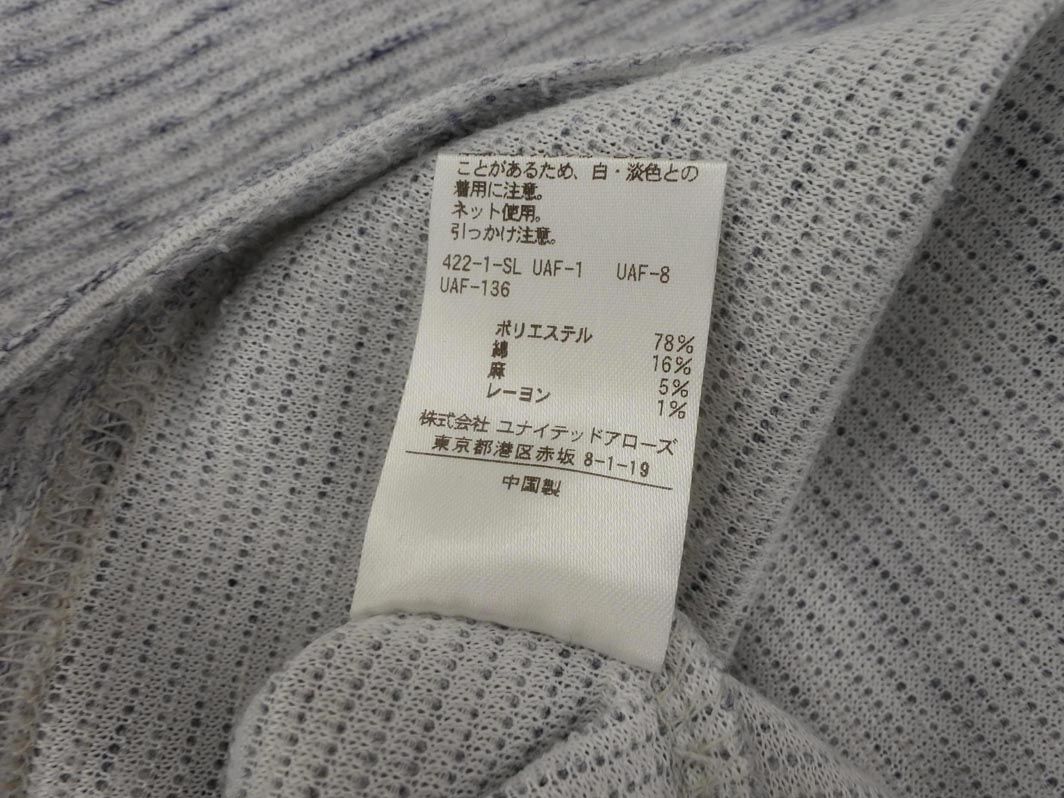 ことがあるため、白・淡色との
着用に注意。
ネット使用。
引っかけ注意。
422-1-SL UAF-1 UAF-8
UAF-136
ポリエステル 78%
綿 16%
麻 5%
レーヨン 1%
株式会社 ユナイテッドアローズ
東京都港区赤坂 8-1-19
中国製